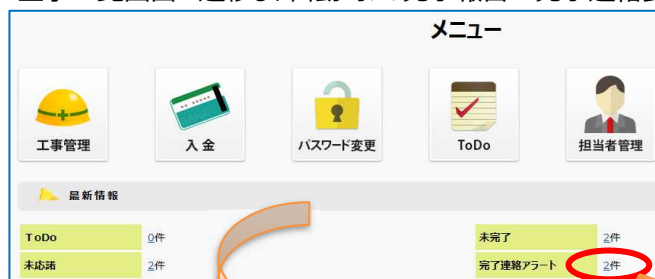 メニュー
工事管理
入金
パスワード変更
ToDo
担当者管理
最新情報
ToDo 0件 未完了 2件
未応諾 2件 完了連絡アラート 2件